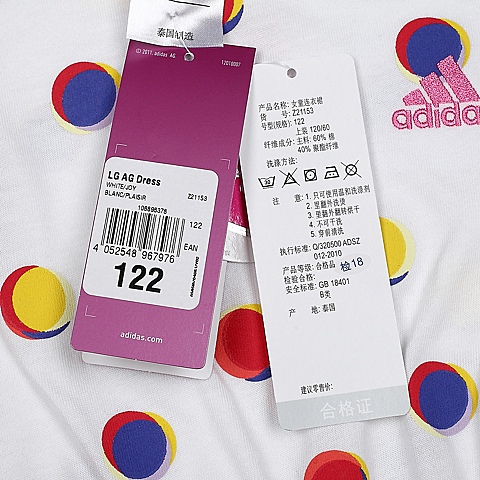 泰国制造
© 2011, adidas AG.
12010007
LG AG Dress
WHITE/JOY
BLANC/PLAISIR
Z21153
106898376
122
EAN
4 052548 967976
122
adidas.com
产品名称: 女童连衣裙
货 号: Z21153
号型(规格): 122
上装 120/60
纤维成分: 主料: 60% 棉
40% 聚酯纤维
洗涤方法:
注 意: 1. 只可使用温和洗涤剂
2. 里翻外洗烫
3. 里翻外翻转烘干
4. 不可干洗
5. 穿前清洗
执行标准: Q/320500 ADSZ
012-2010
产品等级: 合格品
检验合格: 检18
安全标准: GB 18401
B类
产 地: 泰国
建议零售价:
合格证
adidas